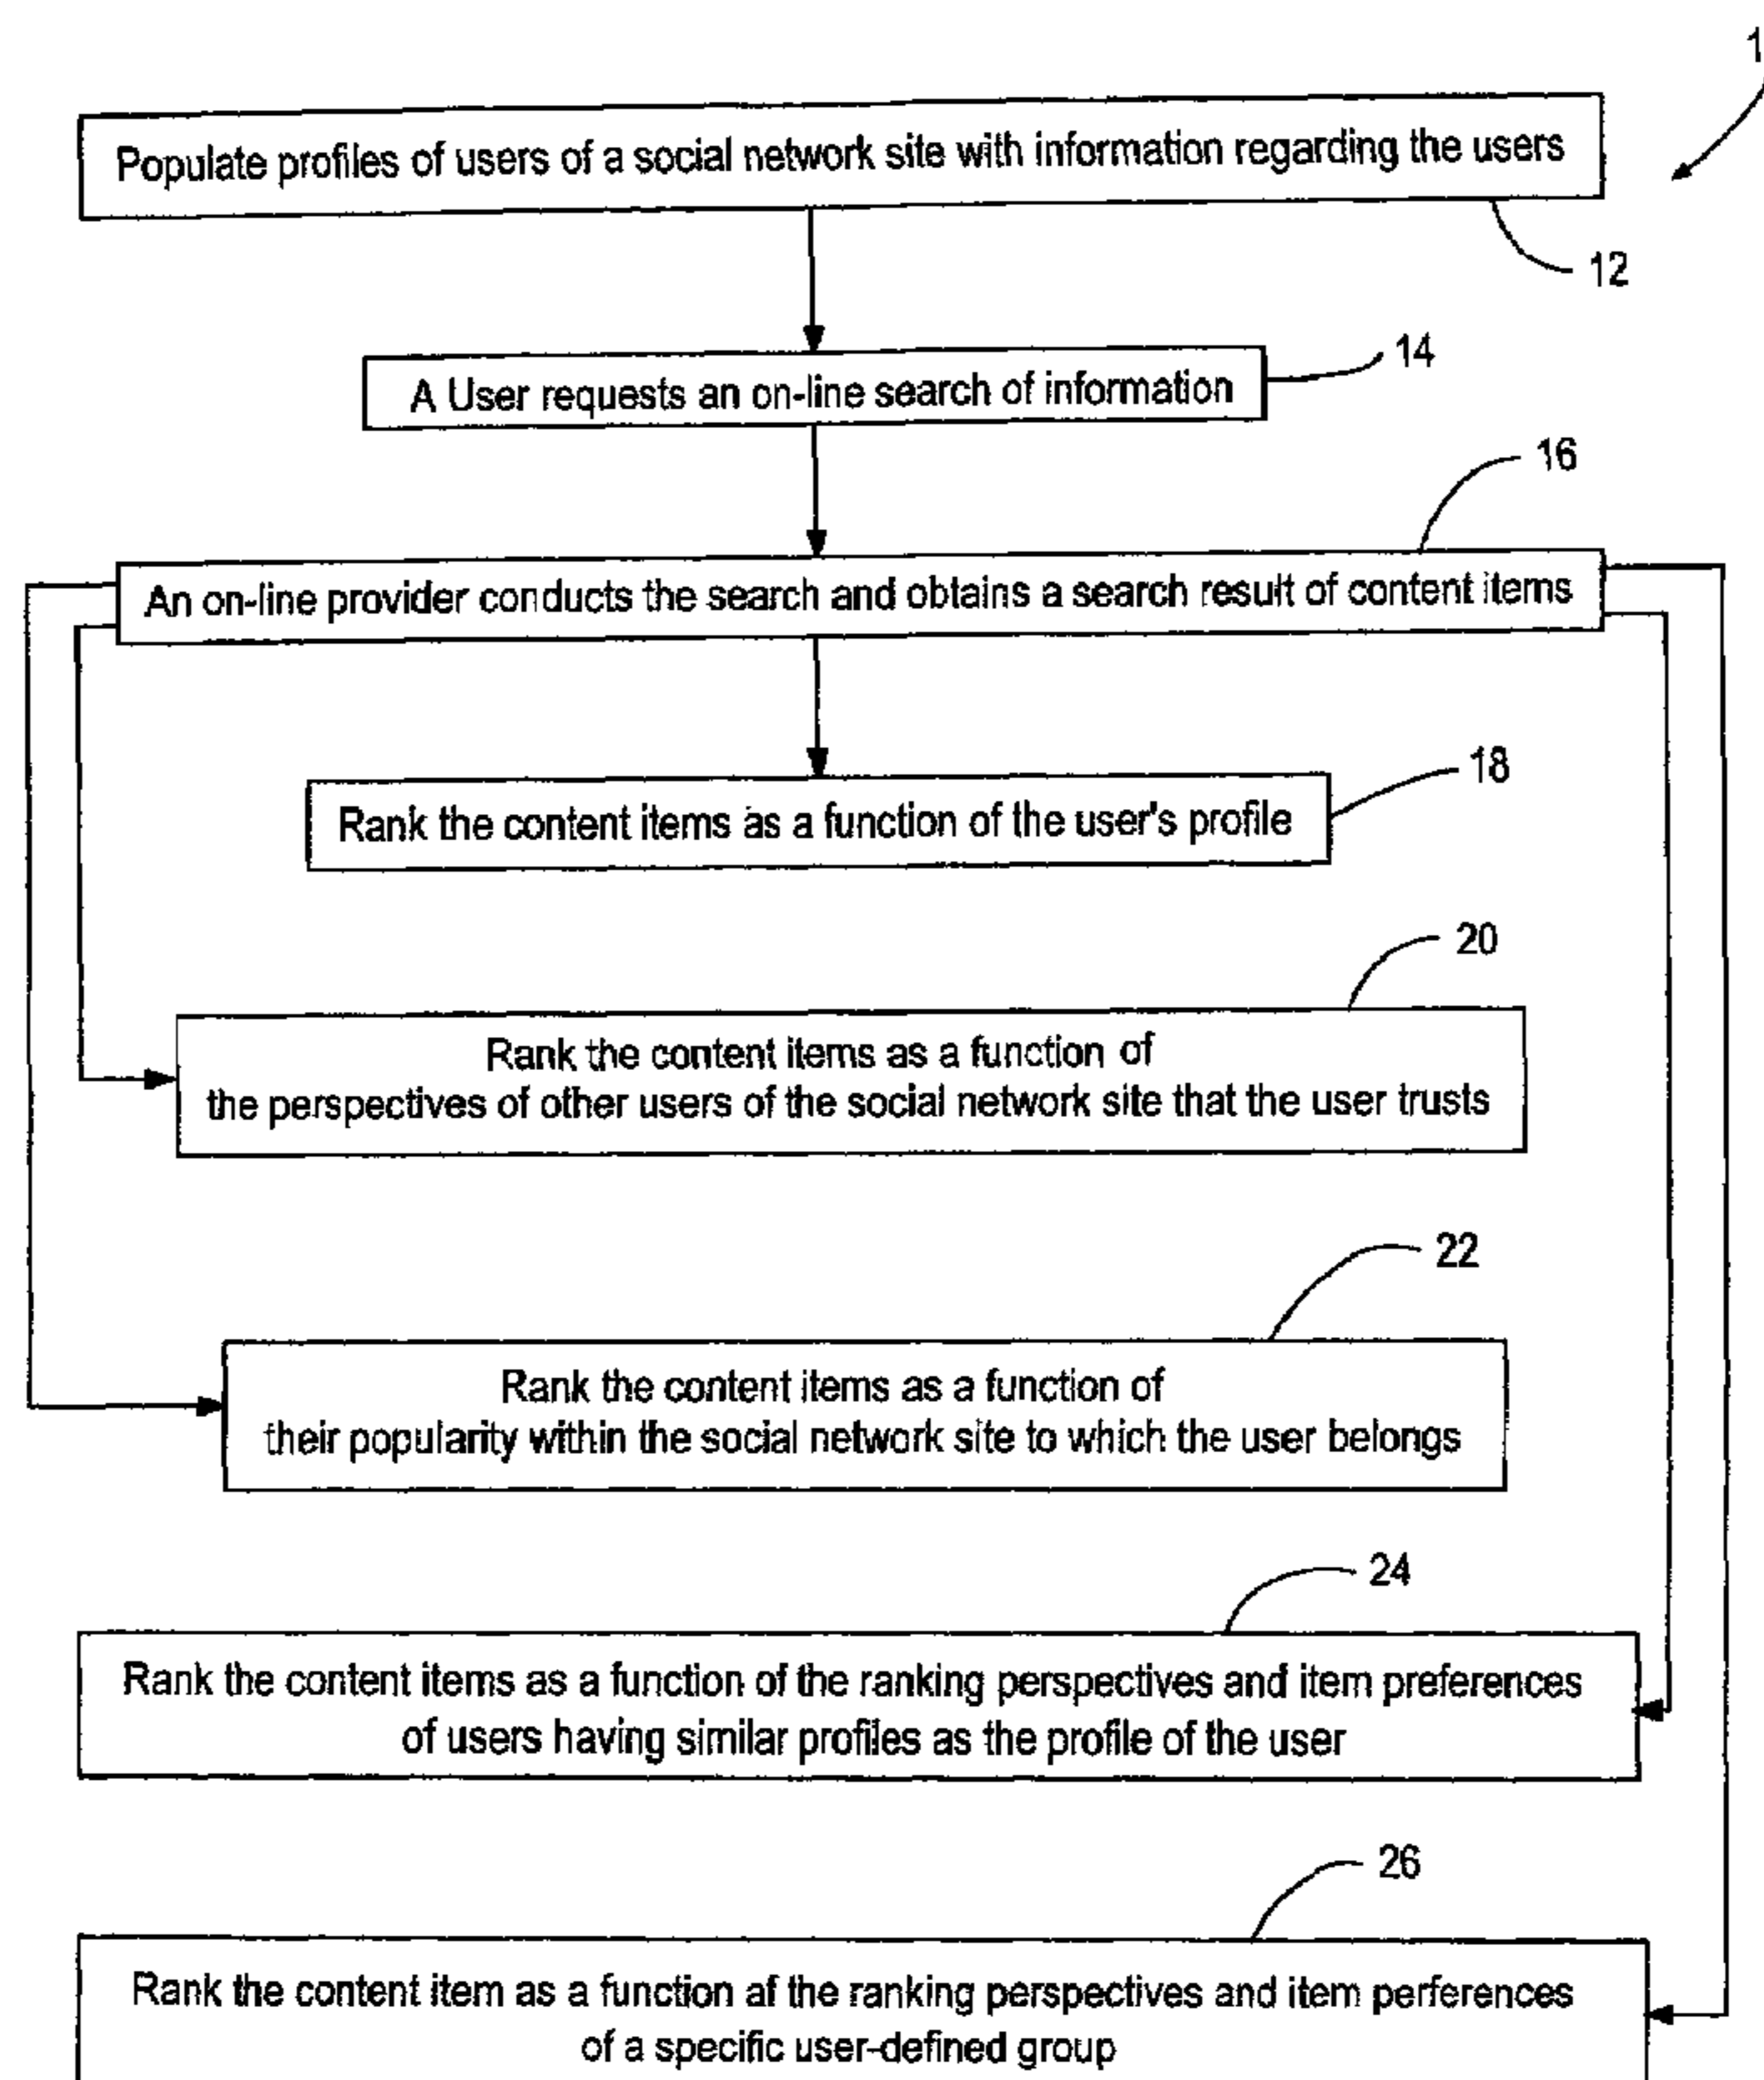 Populate profiles of users of a social network site with information regarding the users
12
A User requests an on-line search of information
14
16
An on-line provider conducts the search and obtains a search result of content items
18
Rank the content items as a function of the user's profile
20
Rank the content items as a function of
the perspectives of other users of the social network site that the user trusts
22
Rank the content items as a function of
their popularity within the social network site to which the user belongs
24
Rank the content items as a function of the ranking perspectives and item preferences
of users having similar profiles as the profile of the user
26
Rank the content item as a function af the ranking perspectives and item perferences
of a specific user-defined group